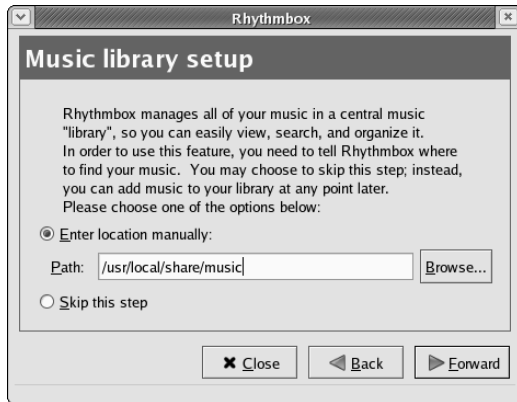 Rhythmbox
Music library setup
Rhythmbox manages all of your music in a central music
"library", so you can easily view, search, and organize it.
In order to use this feature, you need to tell Rhythmbox where
to find your music.  You may choose to skip this step; instead,
you can add music to your library at any point later.
Please choose one of the options below:
Enter location manually:
Path: /usr/local/share/music Browse...
Skip this step
Close Back Forward